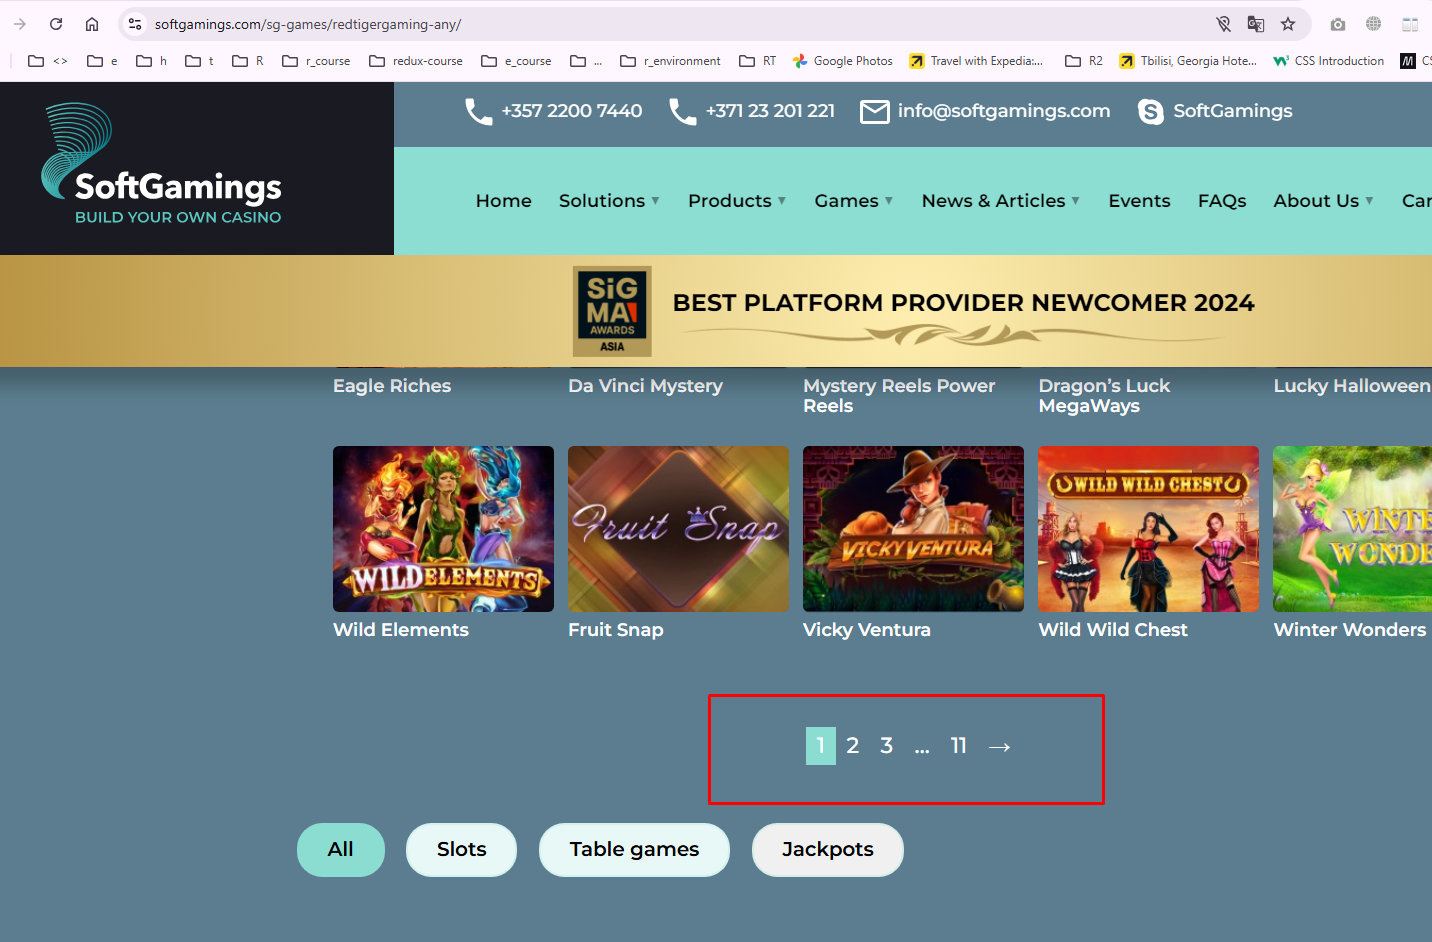 softgamings.com/sg-games/redtigergaming-any/
<> e h t R r_course redux-course e_course ... r_environment RT Google Photos Travel with Expedia:... R2 Tbilisi, Georgia Hote... CSS Introduction CS
+357 2200 7440 +371 23 201 221 info@softgamings.com SoftGamings
SoftGamings
BUILD YOUR OWN CASINO
Home Solutions Products Games News & Articles Events FAQs About Us Car
SiG
MA
AWARDS
ASIA
BEST PLATFORM PROVIDER NEWCOMER 2024
Eagle Riches Da Vinci Mystery Mystery Reels Power Dragon's Luck Lucky Halloween
Reels MegaWays
WILD ELEMENTS Fruit Snap VICKY VENTURA WILD WILD CHEST WINTE
WONDE
Wild Elements Fruit Snap Vicky Ventura Wild Wild Chest Winter Wonders
1 2 3 ... 11 →
All Slots Table games Jackpots